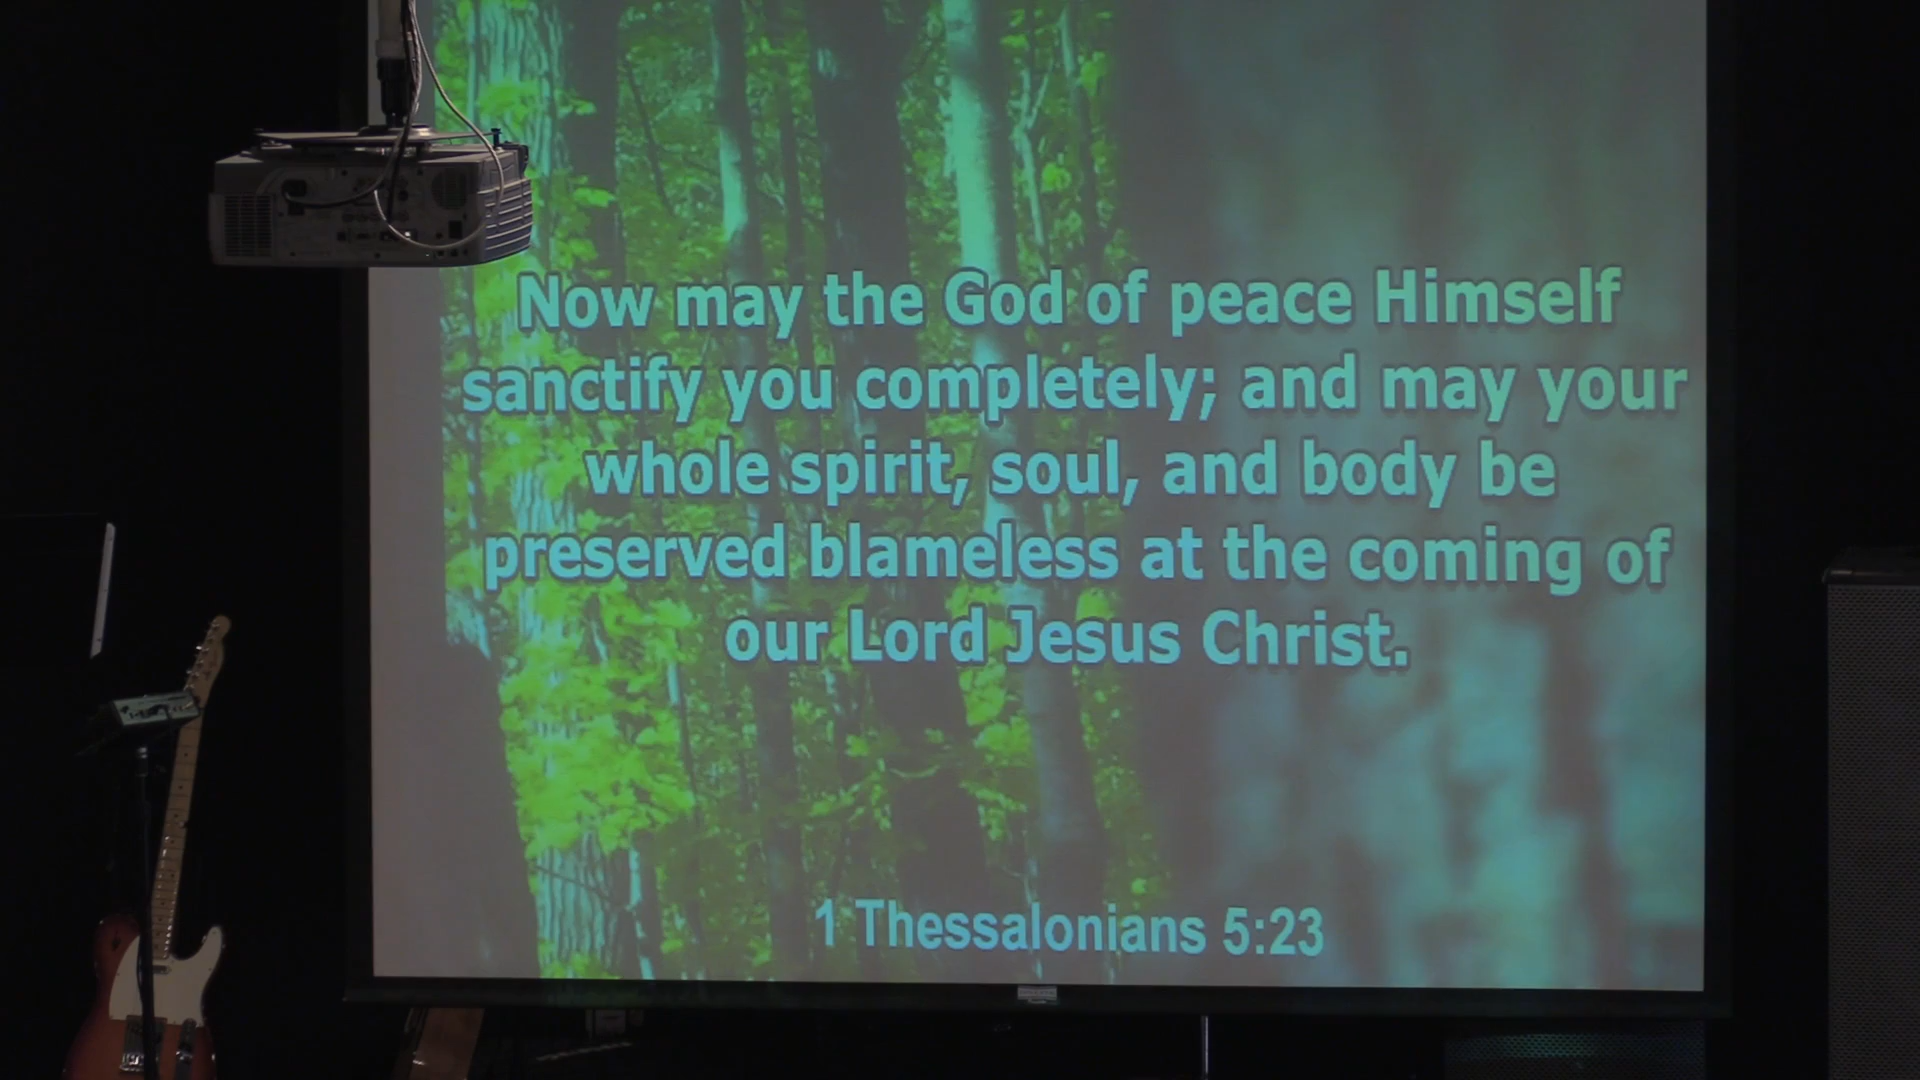 Now may the God of peace Himself
sanctify you completely; and may your
whole spirit, soul, and body be
preserved blameless at the coming of
our Lord Jesus Christ.
1 Thessalonians 5:23